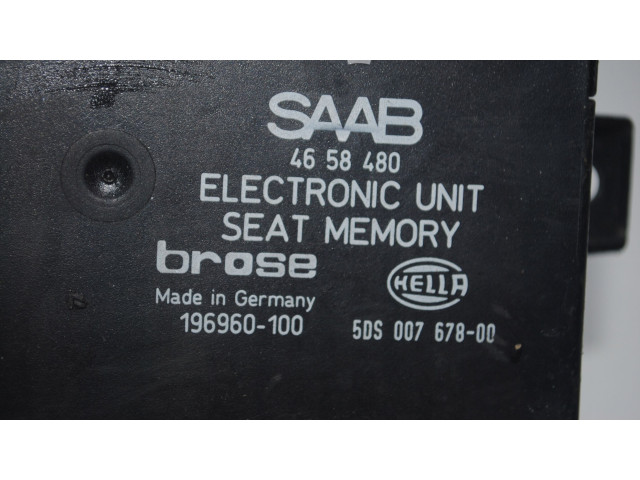 SAAB
46 58 480
ELECTRONIC UNIT
SEAT MEMORY
brose
HELLA
Made in Germany
196960-100
5DS 007 678-00